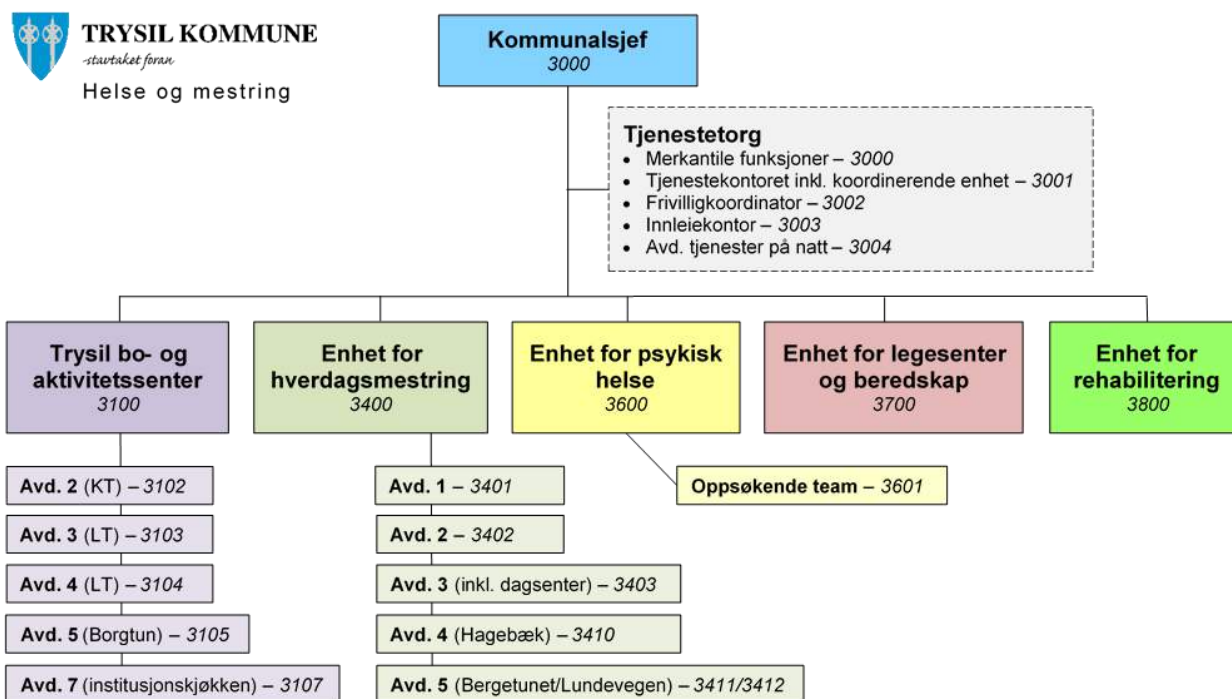 TRYSIL KOMMUNE
-stavtaket foran
Helse og mestring
Kommunalsjef
3000
Tjenestetorg
• Merkantile funksjoner – 3000
• Tjenestekontoret inkl. koordinerende enhet – 3001
• Frivilligkoordinator – 3002
• Innleiekontor – 3003
• Avd. tjenester på natt – 3004
Trysil bo- og
aktivitetssenter
3100
Enhet for
hverdagsmestring
3400
Enhet for psykisk
helse
3600
Enhet for legesenter
og beredskap
3700
Enhet for
rehabilitering
3800
Avd. 2 (KT) – 3102
Avd. 3 (LT) – 3103
Avd. 4 (LT) – 3104
Avd. 5 (Borgtun) – 3105
Avd. 7 (institusjonskjøkken) – 3107
Avd. 1 – 3401
Avd. 2 – 3402
Avd. 3 (inkl. dagsenter) – 3403
Avd. 4 (Hagebæk) – 3410
Avd. 5 (Bergetunet/Lundevegen) – 3411/3412
Oppsøkende team – 3601